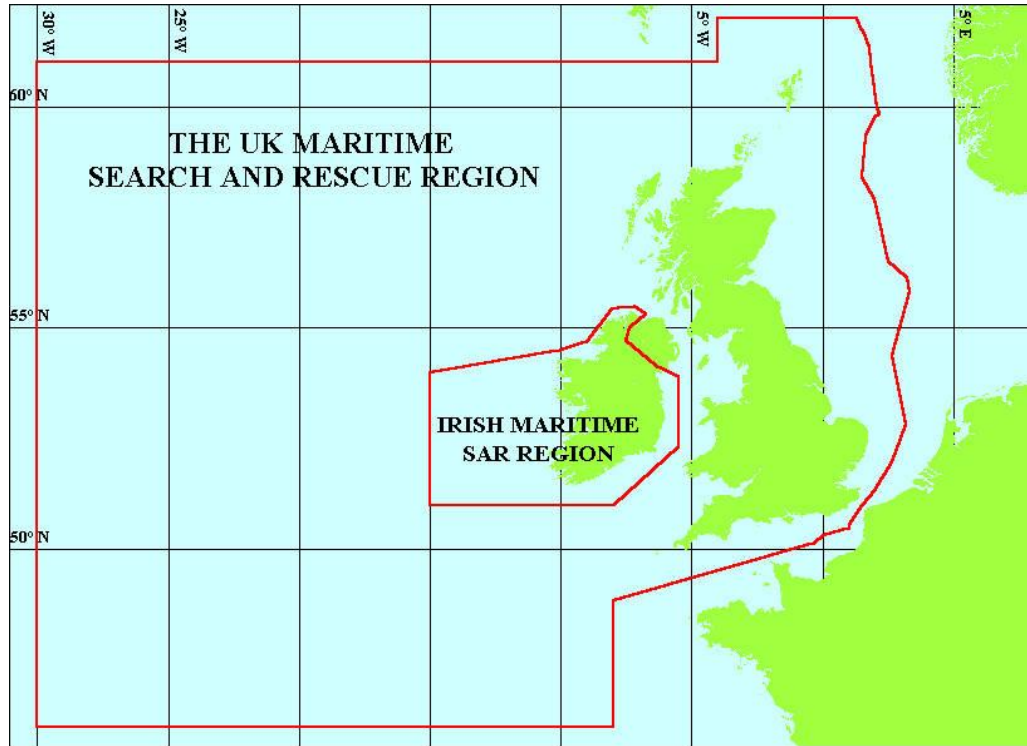 30° W
25° W
5° W
5° E
60° N
THE UK MARITIME
SEARCH AND RESCUE REGION
55° N
IRISH MARITIME
SAR REGION
50° N